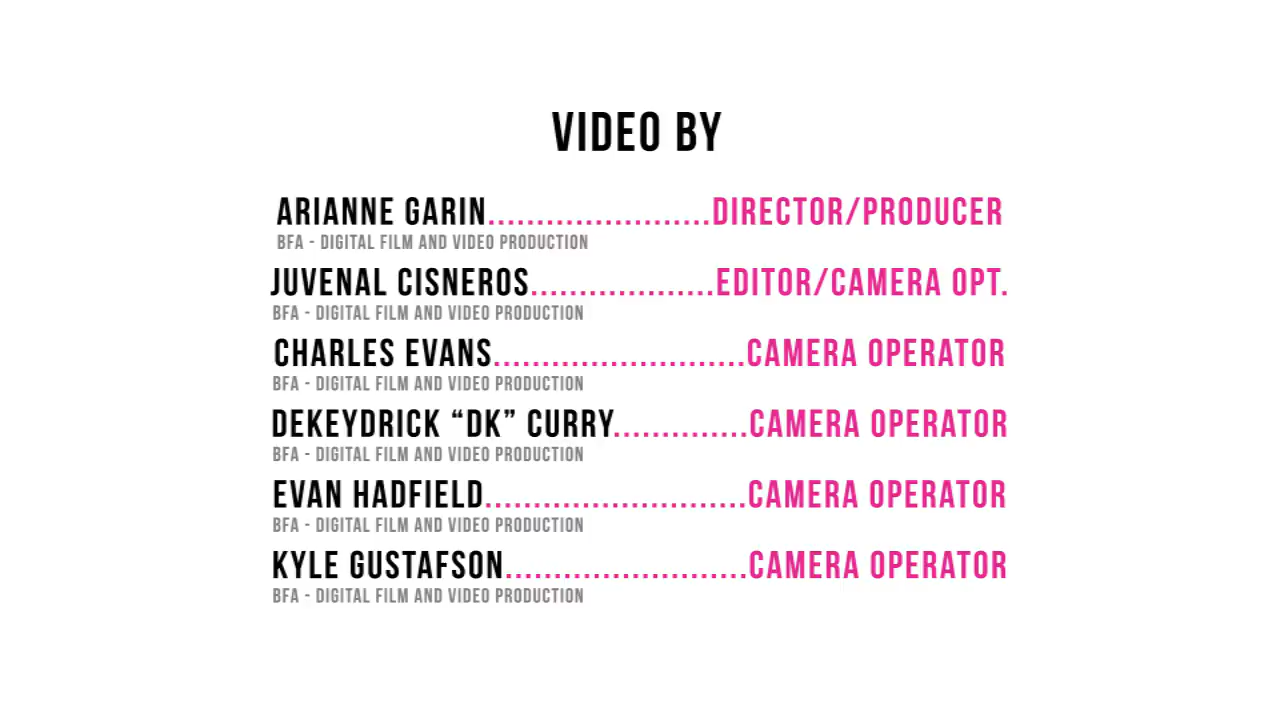 VIDEO BY
ARIANNE GARIN.......................DIRECTOR/PRODUCER
BFA - DIGITAL FILM AND VIDEO PRODUCTION
JUVENAL CISNEROS...................EDITOR/CAMERA OPT.
BFA - DIGITAL FILM AND VIDEO PRODUCTION
CHARLES EVANS..........................CAMERA OPERATOR
BFA - DIGITAL FILM AND VIDEO PRODUCTION
DEKEYDRICK “DK” CURRY..............CAMERA OPERATOR
BFA - DIGITAL FILM AND VIDEO PRODUCTION
EVAN HADFIELD...........................CAMERA OPERATOR
BFA - DIGITAL FILM AND VIDEO PRODUCTION
KYLE GUSTAFSON.........................CAMERA OPERATOR
BFA - DIGITAL FILM AND VIDEO PRODUCTION